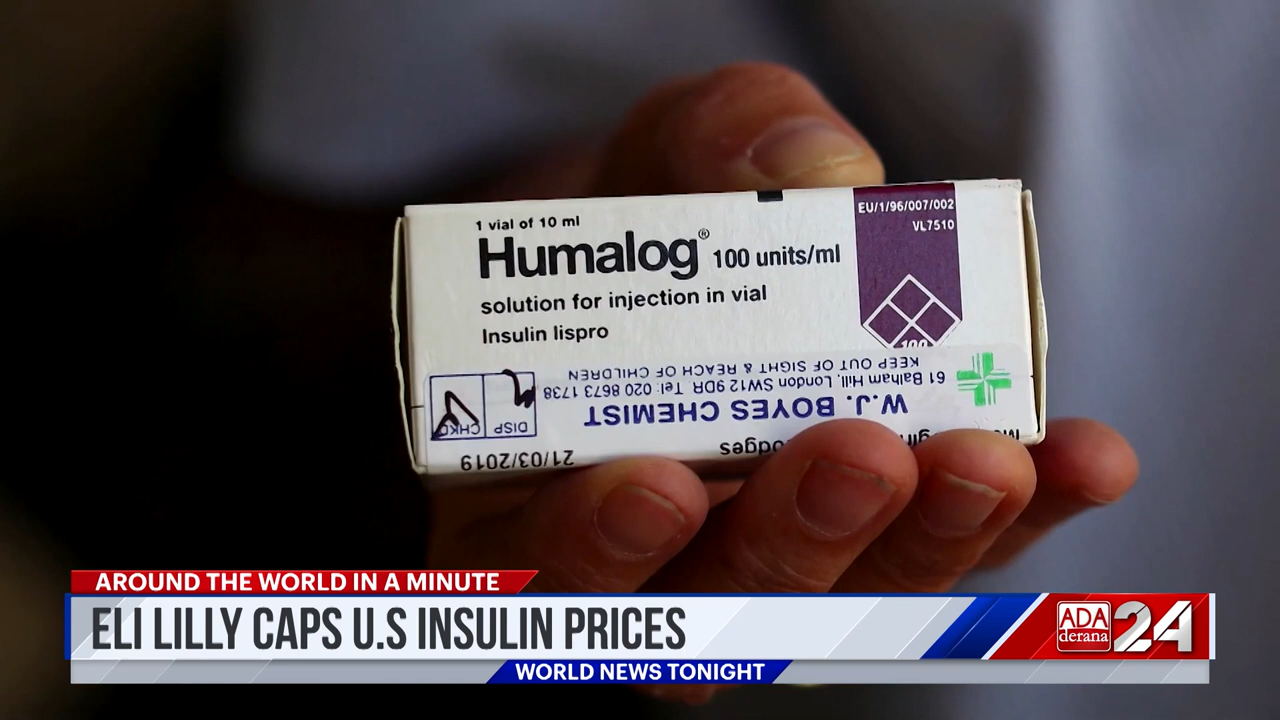 1 vial of 10 ml
Humalog® 100 units/ml
solution for injection in vial
Insulin lispro
EU/1/96/007/002
VL7510
100
KEEP OUT OF SIGHT & REACH OF CHILDREN
61 Balham Hill, London SW12 9DR. Tel: 020 8673 1738
W.J. BOYES CHEMIST
DISP CHKD
21/03/2019
AROUND THE WORLD IN A MINUTE
ELI LILLY CAPS U.S INSULIN PRICES
ADA
derana
24
WORLD NEWS TONIGHT